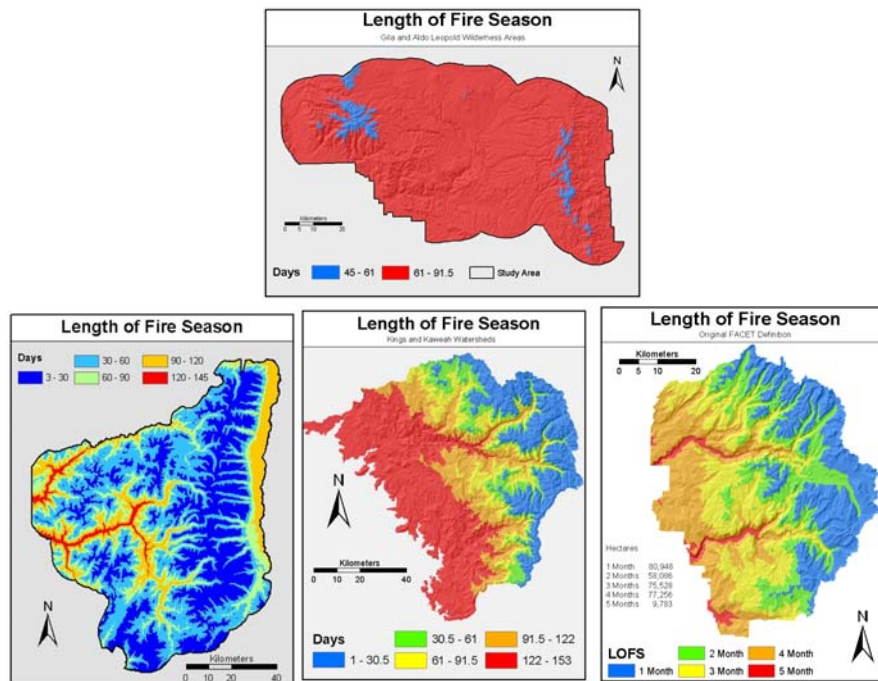 Length of Fire Season
Gila and Aldo Leopold Wilderness Areas
N
Kilometers
0 5 10 20
Days 45 - 61 61 - 91.5 Study Area
Length of Fire Season
Days 30 - 60 90 - 120
3 - 30 60 - 90 120 - 145
N
Kilometers
0 10 20 40
Length of Fire Season
Kings and Kaweah Watersheds
N
Kilometers
0 10 20 40
Days 30.5 - 61 91.5 - 122
1 - 30.5 61 - 91.5 122 - 153
Length of Fire Season
Original FACET Definition
Kilometers
0 5 10 20
Hectares
1 Month 80,948
2 Months 58,086
3 Months 75,528
4 Months 77,256
5 Months 9,783
N
LOFS 2 Month 4 Month
1 Month 3 Month 5 Month